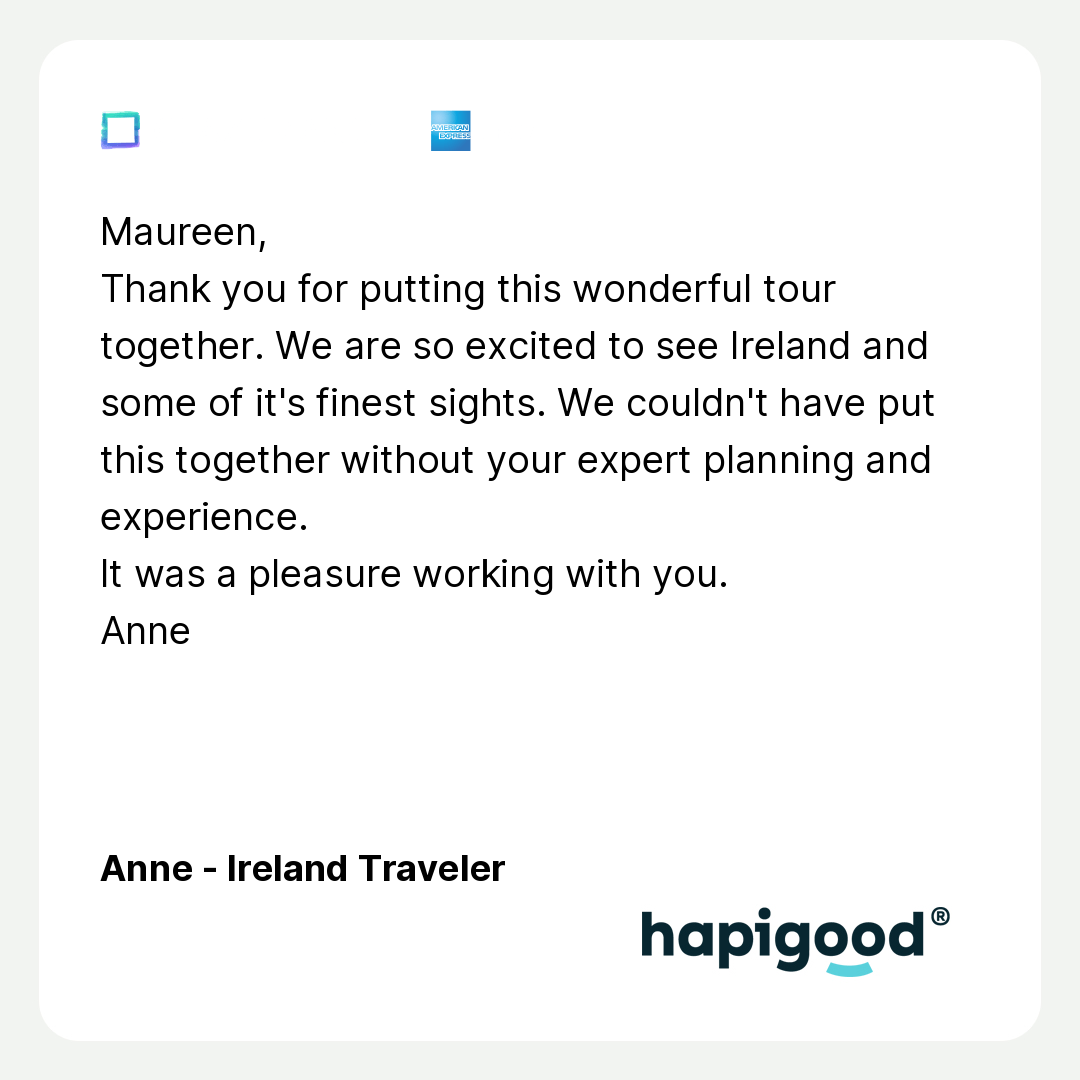 AMERICAN
EXPRESS
Maureen,
Thank you for putting this wonderful tour
together. We are so excited to see Ireland and
some of it's finest sights. We couldn't have put
this together without your expert planning and
experience.
It was a pleasure working with you.
Anne
Anne - Ireland Traveler
hapigood®